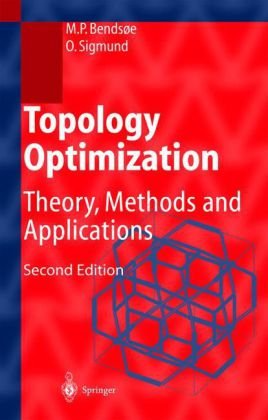 M.P. Bendsøe
O. Sigmund
Topology
Optimization
Theory, Methods and
Applications
Second Edition
Springer